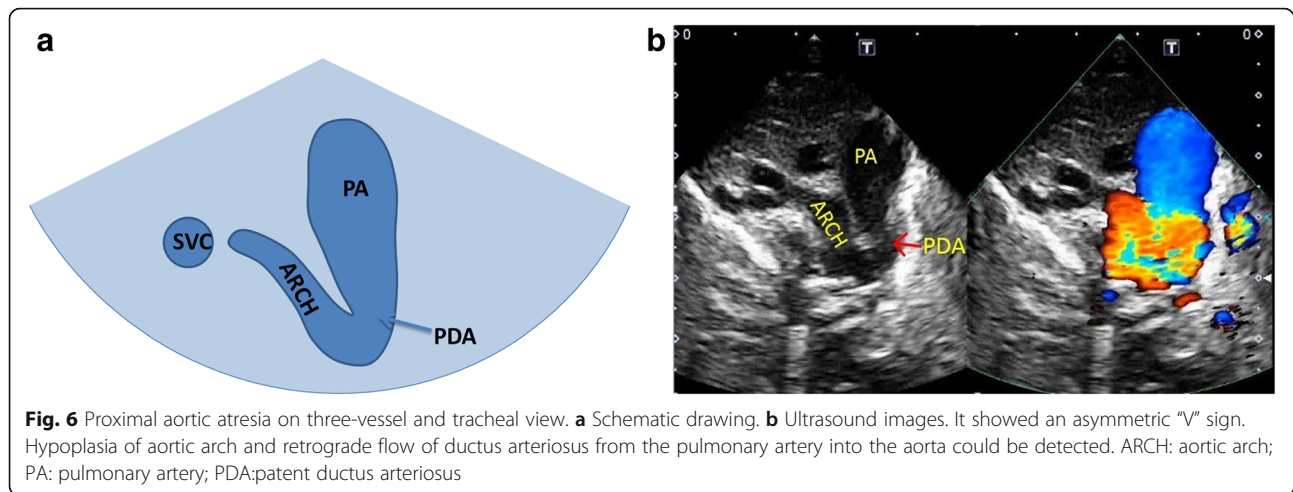 a
PA
SVC
ARCH
PDA
b
0
T
PA
ARCH
PDA
T
0
Fig. 6 Proximal aortic atresia on three-vessel and tracheal view. a Schematic drawing. b Ultrasound images. It showed an asymmetric “V” sign.
Hypoplasia of aortic arch and retrograde flow of ductus arteriosus from the pulmonary artery into the aorta could be detected. ARCH: aortic arch;
PA: pulmonary artery; PDA:patent ductus arteriosus